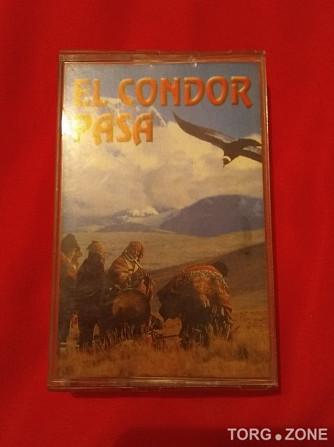 EL CONDOR
PASA
TORG.ZONE